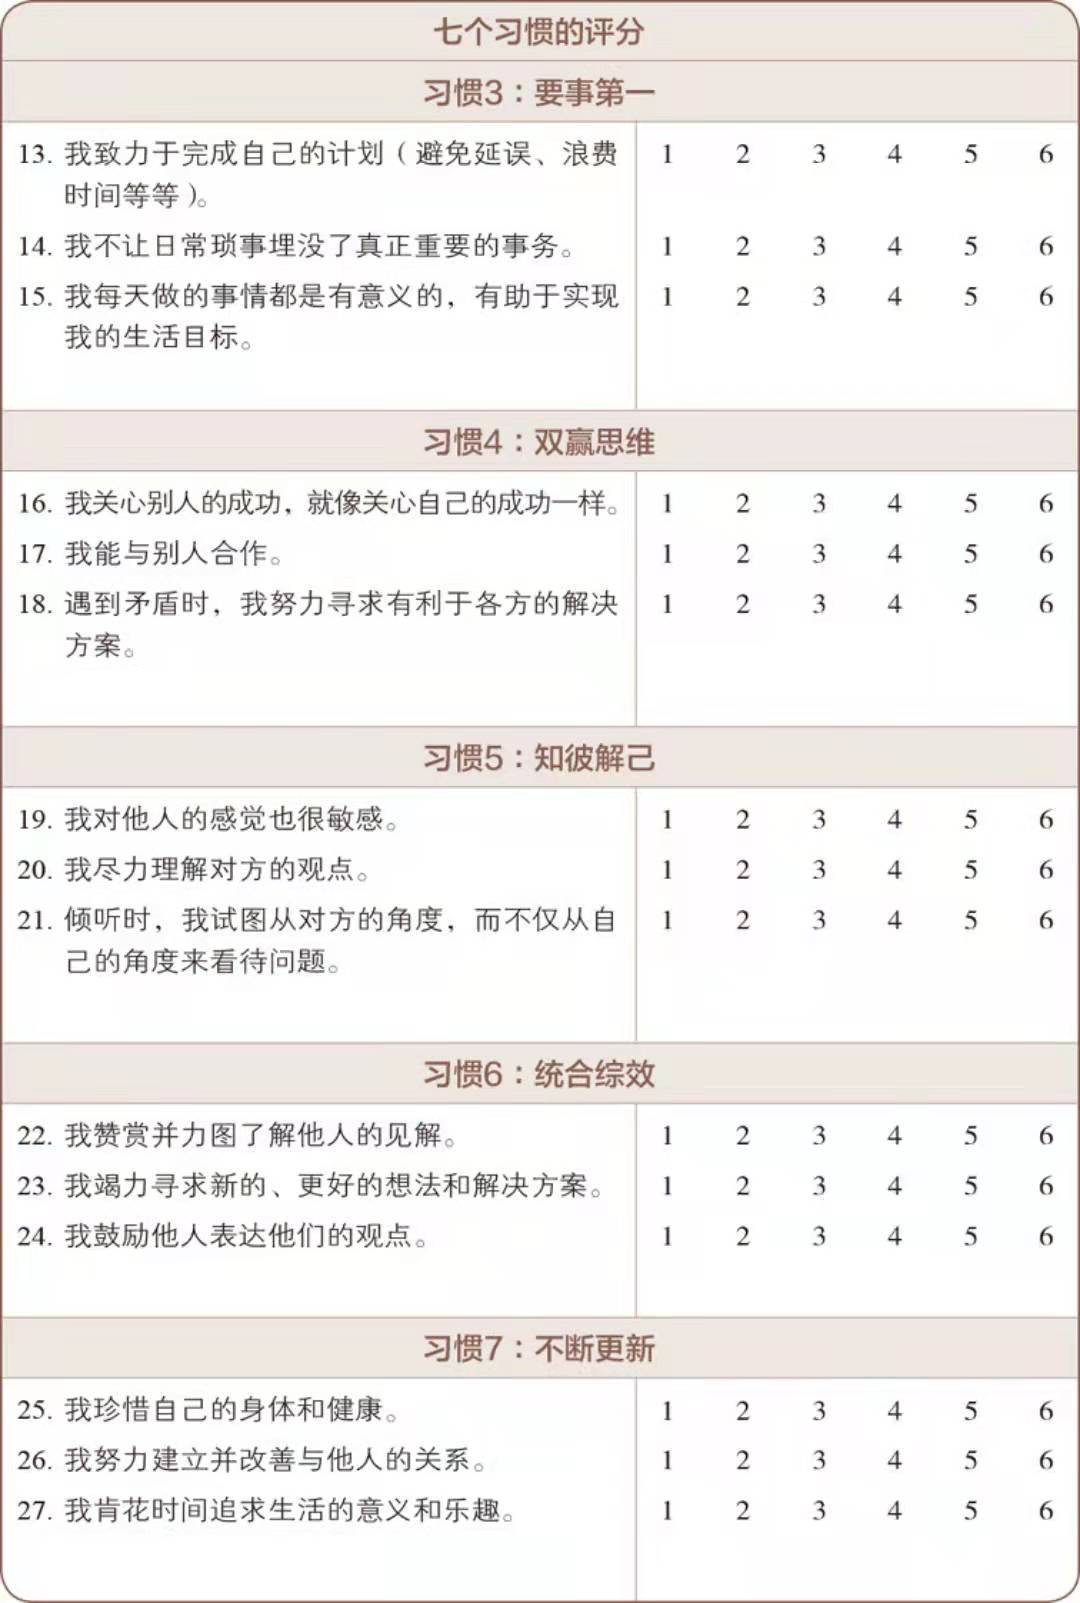 七个习惯的评分
习惯3：要事第一
13. 我致力于完成自己的计划（避免延误、浪费 1 2 3 4 5 6
时间等等）。
14. 我不让日常琐事埋没了真正重要的事务。 1 2 3 4 5 6
15. 我每天做的事情都是有意义的，有助于实现 1 2 3 4 5 6
我的生活目标。
习惯4：双赢思维
16. 我关心别人的成功，就像关心自己的成功一样。 1 2 3 4 5 6
17. 我能与别人合作。 1 2 3 4 5 6
18. 遇到矛盾时，我努力寻求有利于各方的解决 1 2 3 4 5 6
方案。
习惯5：知彼解己
19. 我对他人的感觉也很敏感。 1 2 3 4 5 6
20. 我尽力理解对方的观点。 1 2 3 4 5 6
21. 倾听时，我试图从对方的角度，而不仅从自 1 2 3 4 5 6
己的角度来看待问题。
习惯6：统合综效
22. 我赞赏并力图了解他人的见解。 1 2 3 4 5 6
23. 我竭力寻求新的、更好的想法和解决方案。 1 2 3 4 5 6
24. 我鼓励他人表达他们的观点。 1 2 3 4 5 6
习惯7：不断更新
25. 我珍惜自己的身体和健康。 1 2 3 4 5 6
26. 我努力建立并改善与他人的关系。 1 2 3 4 5 6
27. 我肯花时间追求生活的意义和乐趣。 1 2 3 4 5 6